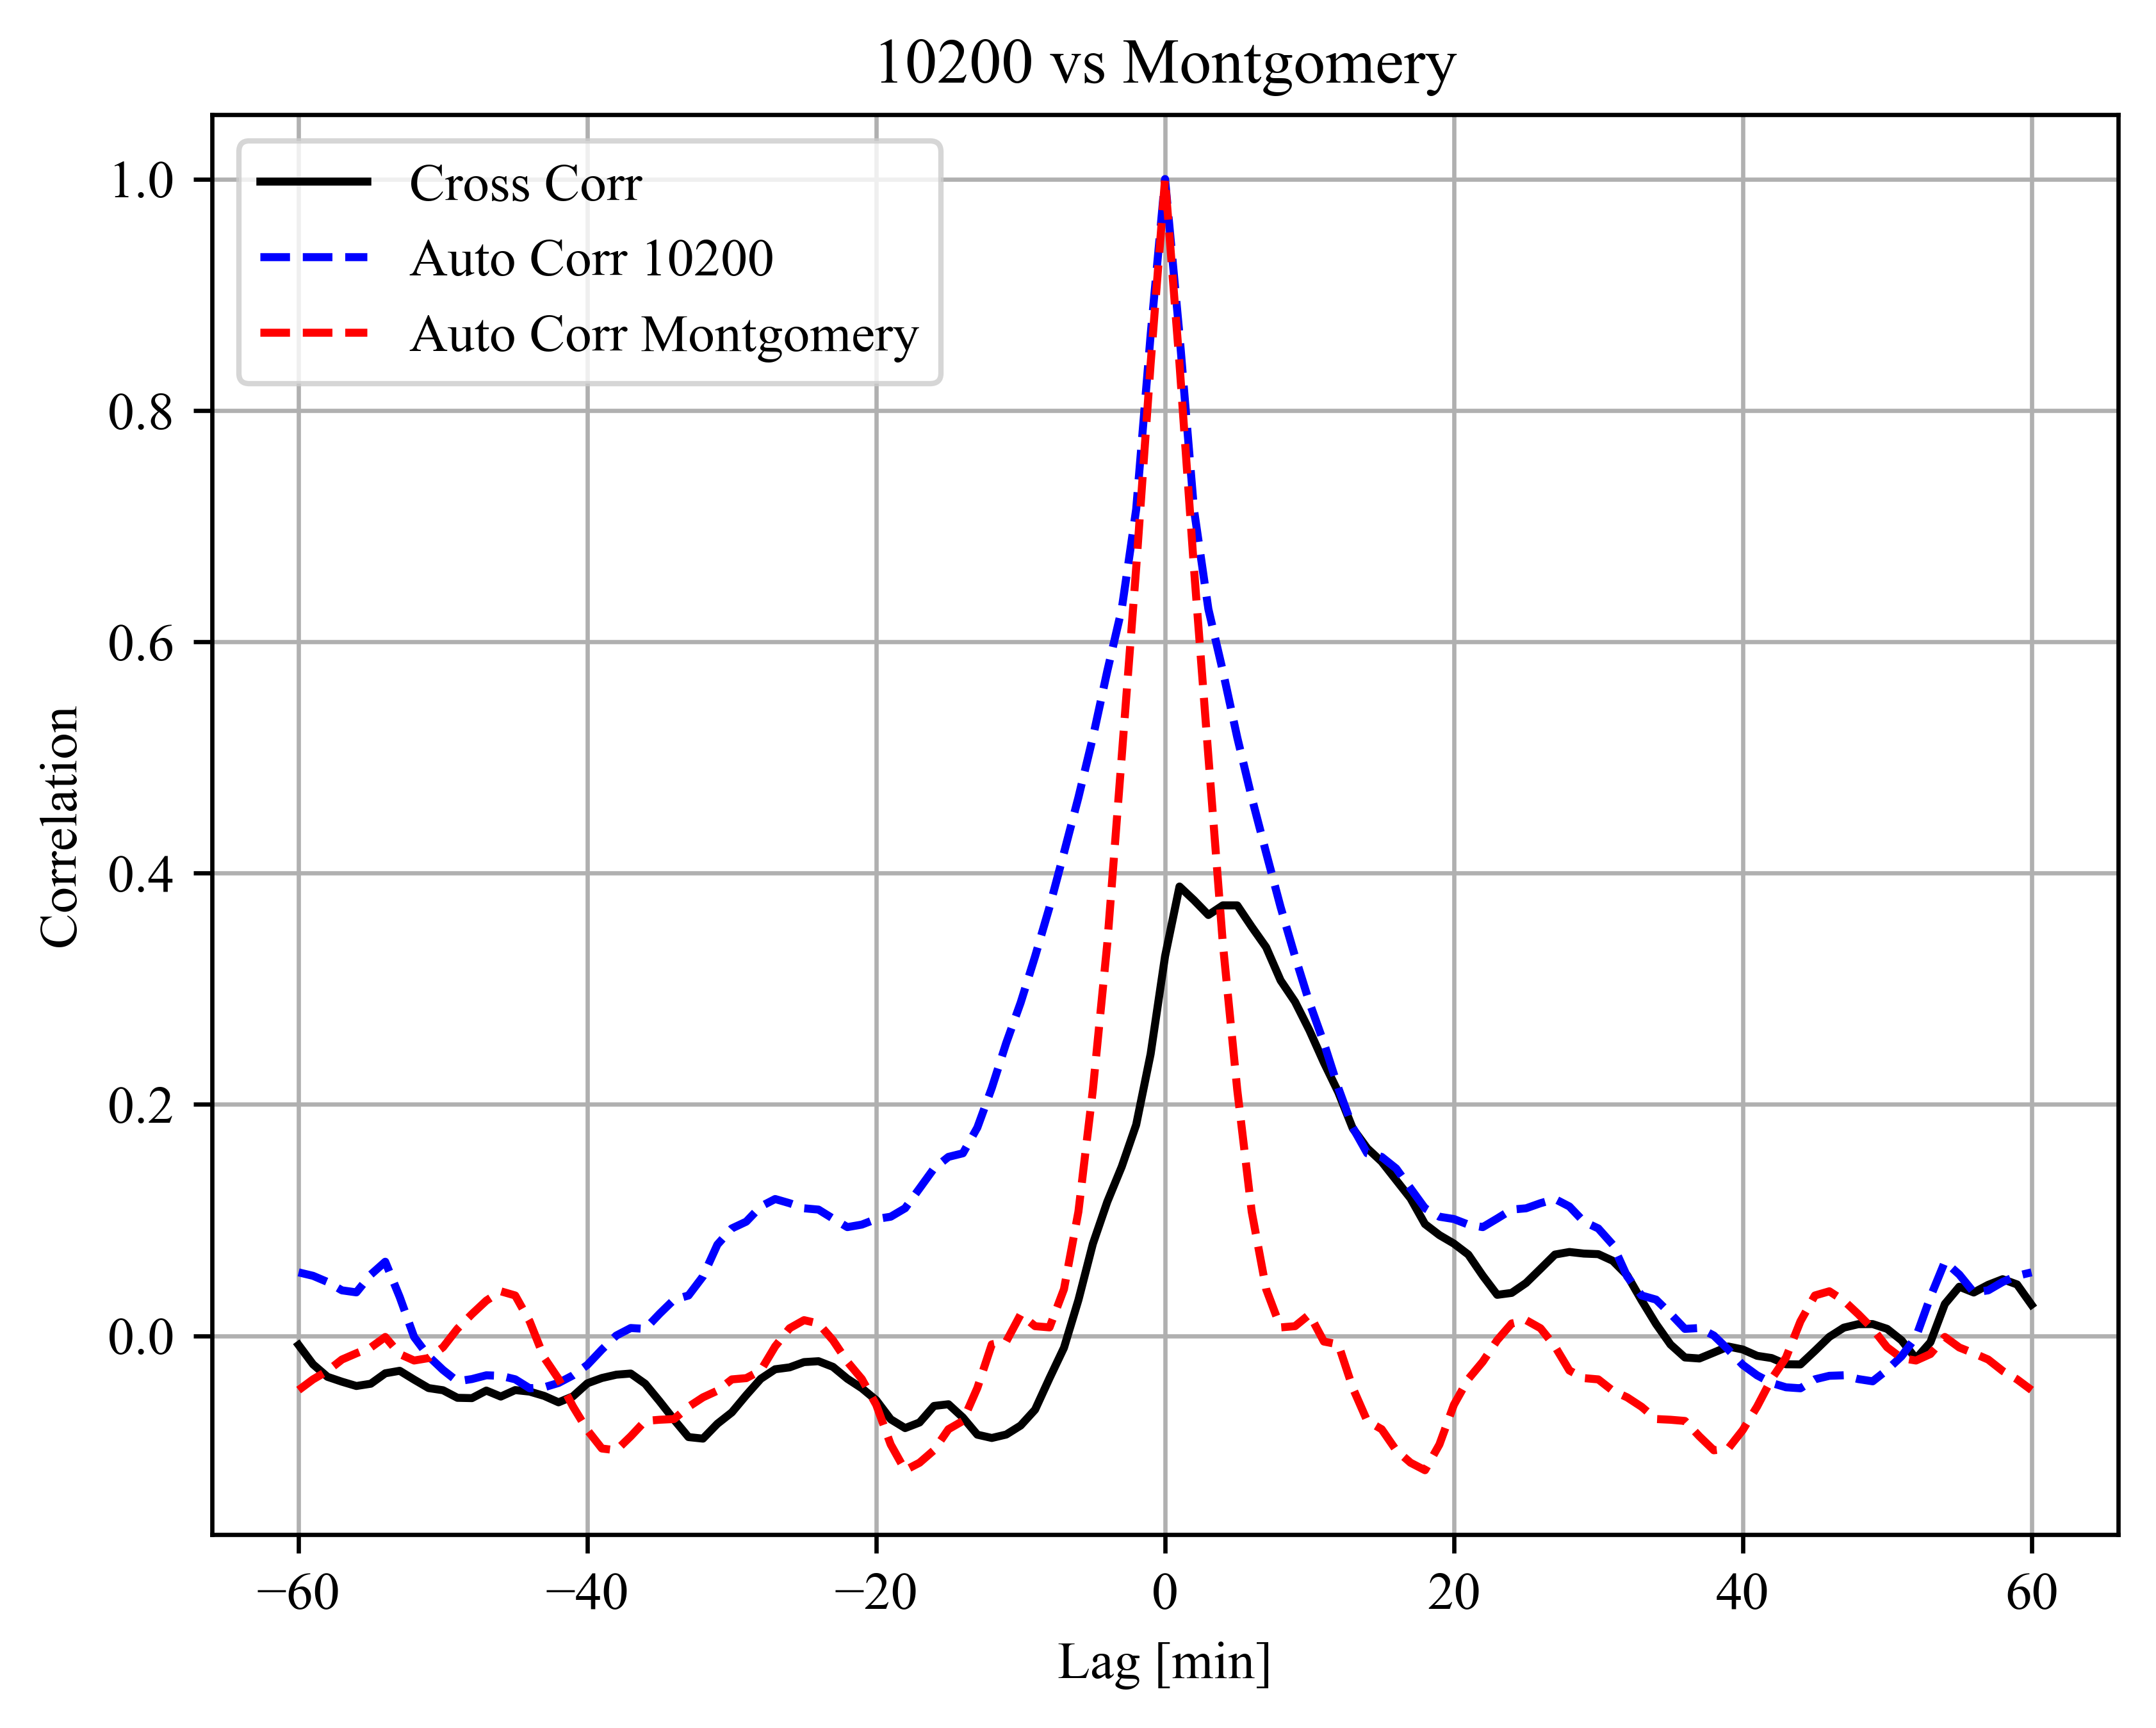 10200 vs Montgomery
Cross Corr
Auto Corr 10200
Auto Corr Montgomery
1.0
0.8
0.6
0.4
0.2
0.0
Correlation
−60 −40 −20 0 20 40 60
Lag [min]